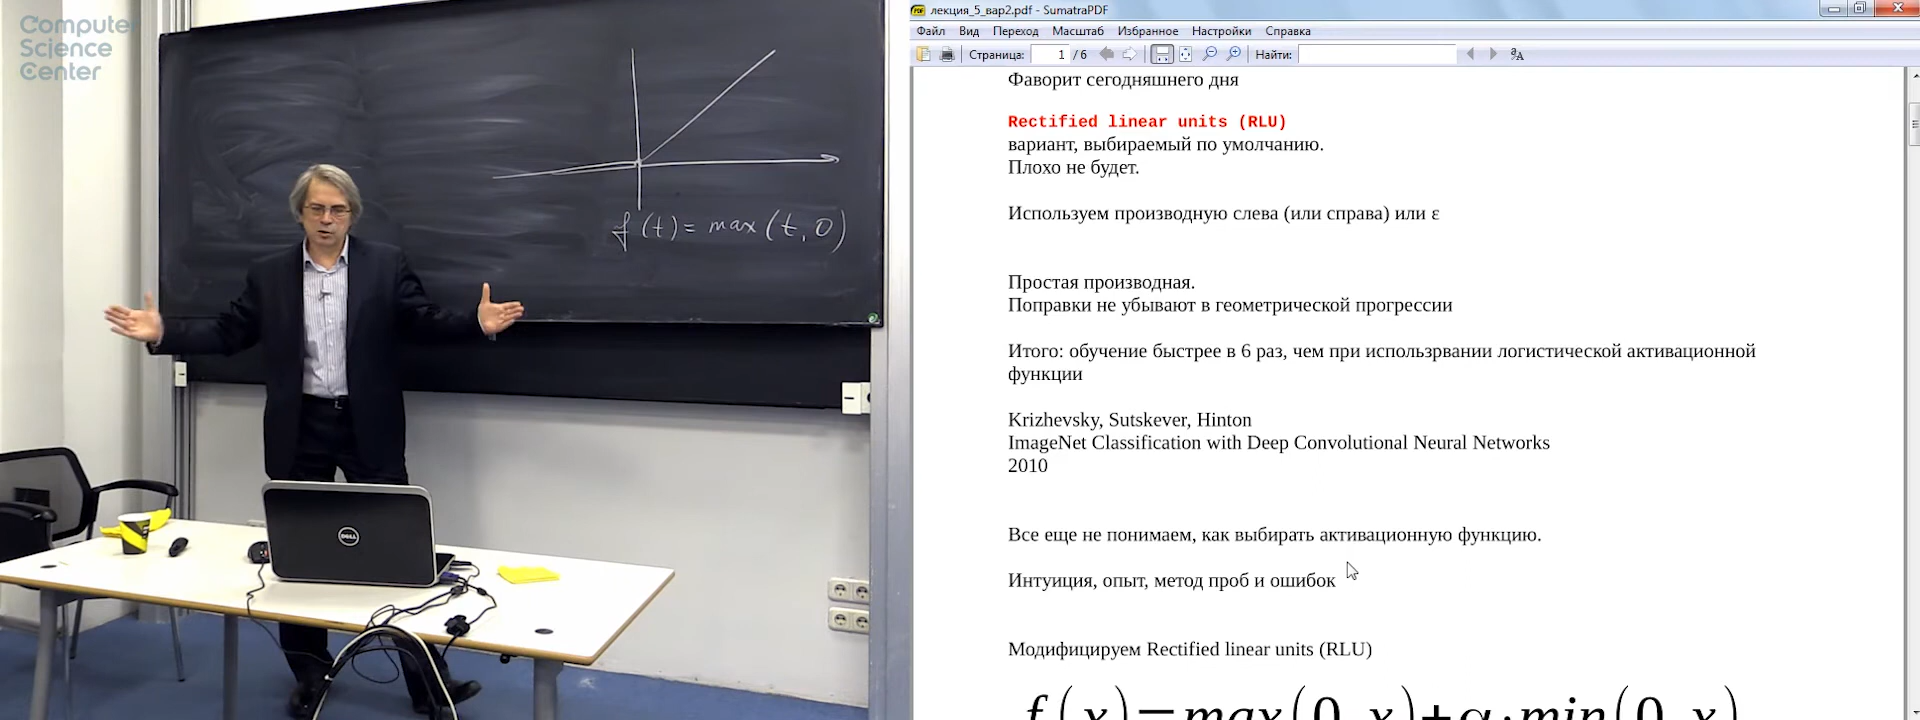 Computer
Science
Center
f(t)= max(t, 0)
DELL
лекция_5_вар2.pdf - SumatraPDF
Файл Вид Переход Масштаб Избранное Настройки Справка
Страница: 1 / 6 Найти:
Фаворит сегодняшнего дня
Rectified linear units (RLU)
вариант, выбираемый по умолчанию.
Плохо не будет.
Используем производную слева (или справа) или ε
Простая производная.
Поправки не убывают в геометрической прогрессии
Итого: обучение быстрее в 6 раз, чем при использрвании логистической активационной
функции
Krizhevsky, Sutskever, Hinton
ImageNet Classification with Deep Convolutional Neural Networks
2010
Все еще не понимаем, как выбирать активационную функцию.
Интуиция, опыт, метод проб и ошибок
Модифицируем Rectified linear units (RLU)
f(x)=max(0, x)+α·min(0, x)